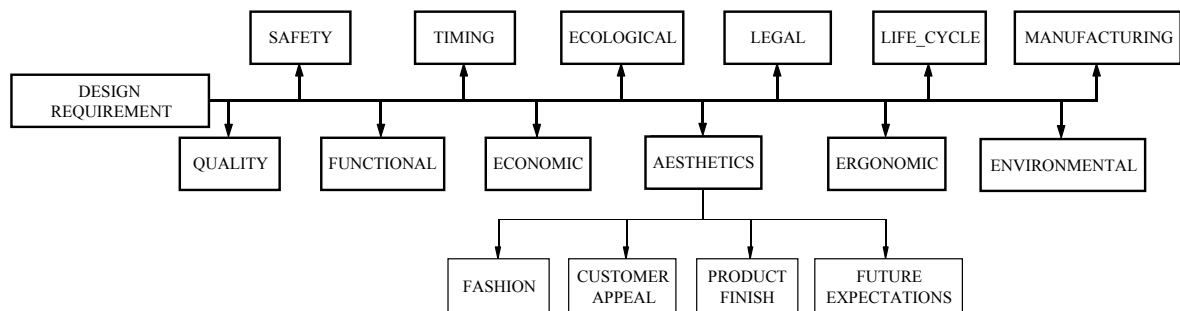 SAFETY
TIMING
ECOLOGICAL
LEGAL
LIFE_CYCLE
MANUFACTURING
DESIGN
REQUIREMENT
QUALITY
FUNCTIONAL
ECONOMIC
AESTHETICS
ERGONOMIC
ENVIRONMENTAL
FASHION
CUSTOMER
APPEAL
PRODUCT
FINISH
FUTURE
EXPECTATIONS